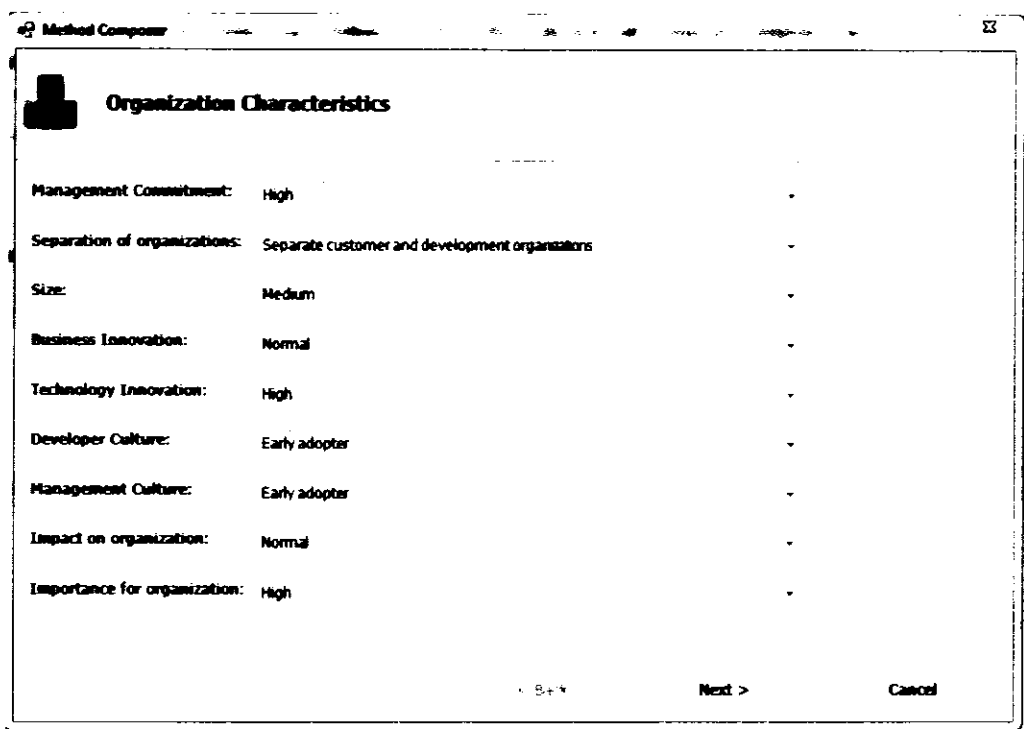 Method Composer
Organization Characteristics
Management Commitment: High
Separation of organizations: Separate customer and development organizations
Size: Medium
Business Innovation: Normal
Technology Innovation: High
Developer Culture: Early adopter
Management Culture: Early adopter
Impact on organization: Normal
Importance for organization: High
Next > Cancel